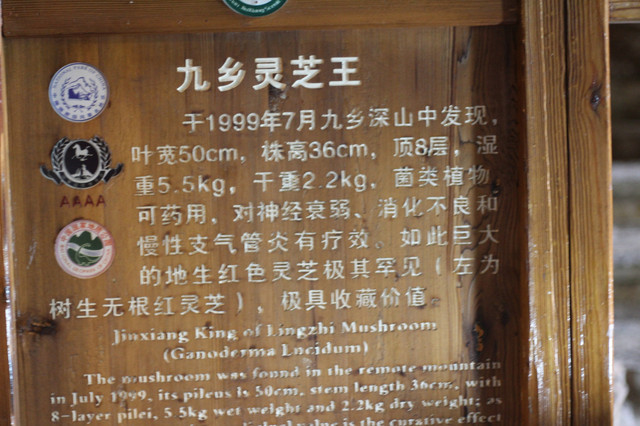 九乡灵芝王
于1999年7月九乡深山中发现，
叶宽50cm，株高36cm，顶8层，湿
重5.5kg，干重2.2kg，菌类植物
可药用，对神经衰弱、消化不良和
慢性支气管炎有疗效。如此巨大
的地生红色灵芝极其罕见（左为
树生无根红灵芝），极具收藏价值。
AAAA
Jinxiang King of Lingzhi Mushroom
(Ganoderma Lucidum)
The mushroom was found in the remote mountain
in July 1999, its pileus is 50cm, stem length 36cm, with
8-layer pilei, 5.5kg wet weight and 2.2kg dry weight; as
value is the curative effect